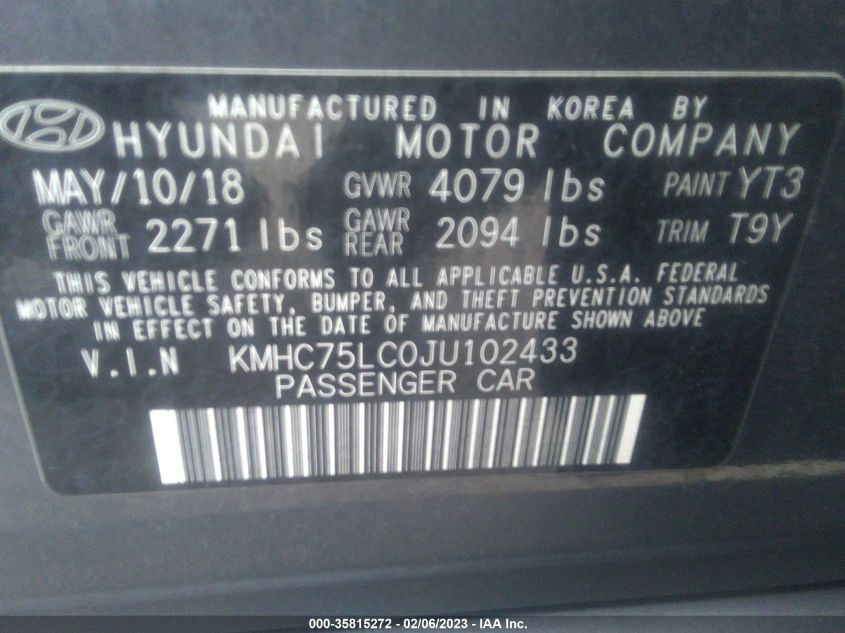 MANUFACTURED IN KOREA BY
HYUNDAI MOTOR COMPANY
MAY/10/18 GVWR 4079 lbs PAINT YT3
GAWR FRONT 2271 lbs GAWR REAR 2094 lbs TRIM T9Y
THIS VEHICLE CONFORMS TO ALL APPLICABLE U.S.A. FEDERAL
MOTOR VEHICLE SAFETY, BUMPER, AND THEFT PREVENTION STANDARDS
IN EFFECT ON THE DATE OF MANUFACTURE SHOWN ABOVE
V.I.N KMHC75LC0JU102433
PASSENGER CAR
000-35815272 - 02/06/2023 - IAA Inc.